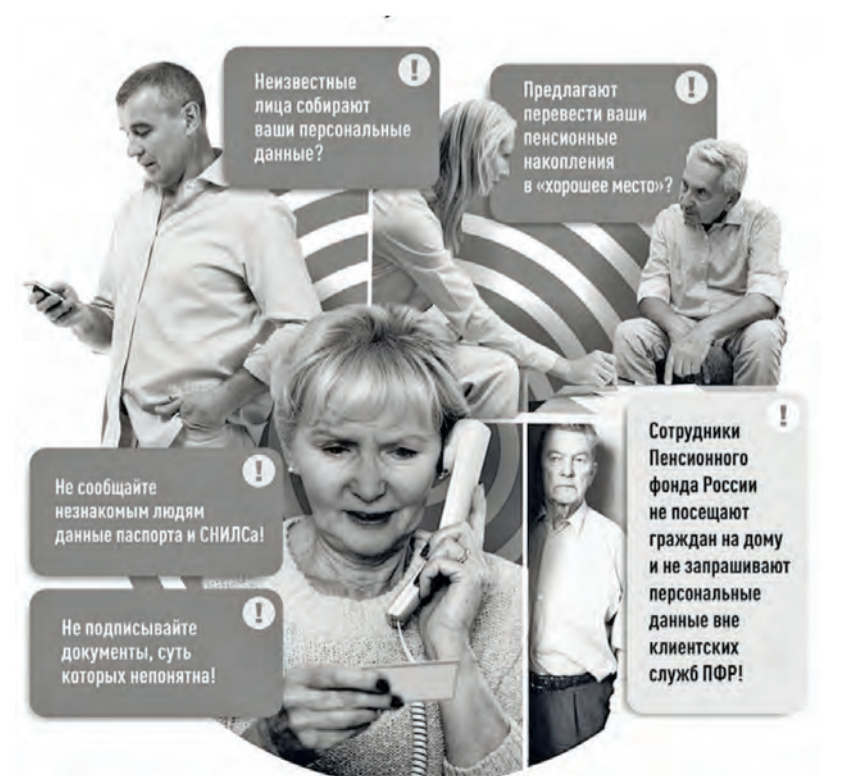 Неизвестные
лица собирают
ваши персональные
данные?
Предлагают
перевести ваши
пенсионные
накопления
в «хорошее место»?
Не сообщайте
незнакомым людям
данные паспорта и СНИЛСа!
Не подписывайте
документы, суть
которых непонятна!
Сотрудники
Пенсионного
фонда России
не посещают
граждан на дому
и не запрашивают
персональные
данные вне
клиентских
служб ПФР!